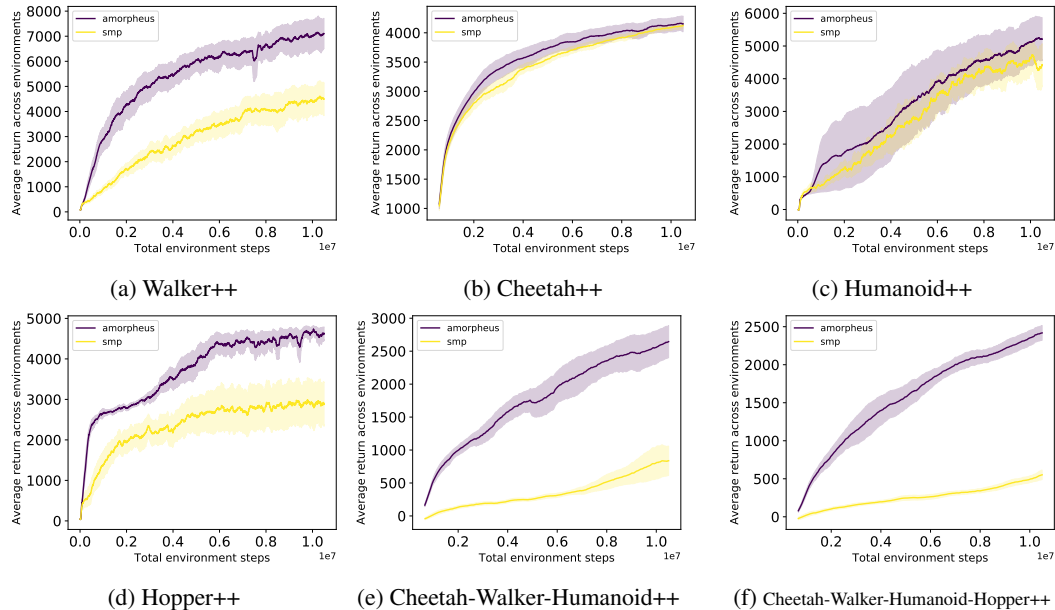 8000
7000
6000
5000
4000
3000
2000
1000
0
Average return across environments
amorpheus
smp
0.0 0.2 0.4 0.6 0.8 1.0
Total environment steps
1e7
(a) Walker++
4000
3500
3000
2500
2000
1500
1000
Average return across environments
amorpheus
smp
0.2 0.4 0.6 0.8 1.0
Total environment steps
1e7
(b) Cheetah++
6000
5000
4000
3000
2000
1000
0
Average return across environments
amorpheus
smp
0.0 0.2 0.4 0.6 0.8 1.0
Total environment steps
1e7
(c) Humanoid++
5000
4000
3000
2000
1000
0
Average return across environments
amorpheus
smp
0.0 0.2 0.4 0.6 0.8 1.0
Total environment steps
1e7
(d) Hopper++
3000
2500
2000
1500
1000
500
0
Average return across environments
amorpheus
smp
0.2 0.4 0.6 0.8 1.0
Total environment steps
1e7
(e) Cheetah-Walker-Humanoid++
2500
2000
1500
1000
500
0
Average return across environments
amorpheus
smp
0.2 0.4 0.6 0.8 1.0
Total environment steps
1e7
(f) Cheetah-Walker-Humanoid-Hopper++